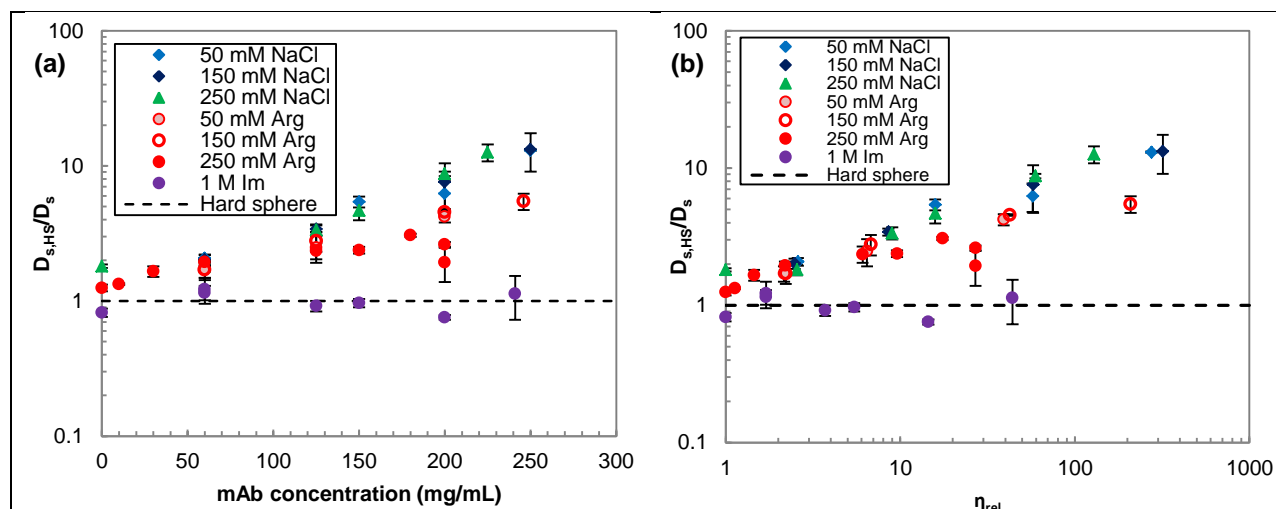 (a)
50 mM NaCl
150 mM NaCl
250 mM NaCl
50 mM Arg
150 mM Arg
250 mM Arg
1 M Im
Hard sphere
100
10
1
0.1
D_s,HS/D_s
0 50 100 150 200 250 300
mAb concentration (mg/mL)
(b)
50 mM NaCl
150 mM NaCl
250 mM NaCl
50 mM Arg
150 mM Arg
250 mM Arg
1 M Im
Hard sphere
100
10
1
0.1
D_s,HS/D_s
1 10 100 1000
η_rel